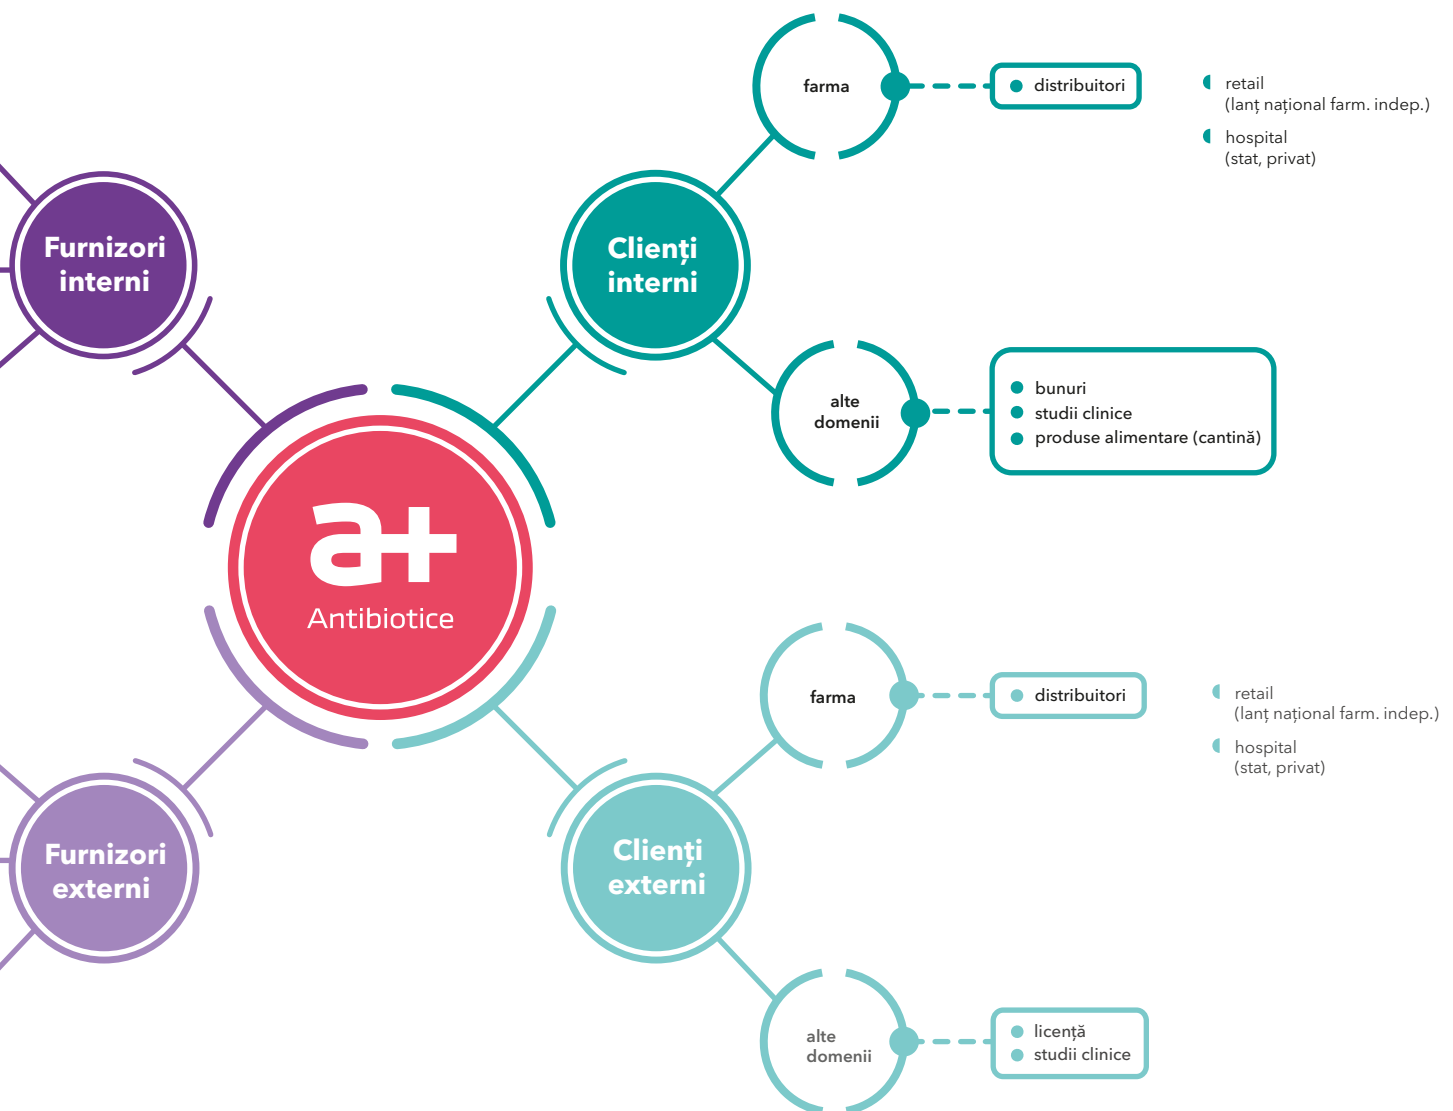 farma
distribuitori
retail
(lanț național farm. indep.)
hospital
(stat, privat)
Furnizori
interni
Clienți
interni
alte
domenii
bunuri
studii clinice
produse alimentare (cantină)
a+
Antibiotice
farma
distribuitori
retail
(lanț național farm. indep.)
hospital
(stat, privat)
Furnizori
externi
Clienți
externi
alte
domenii
licență
studii clinice